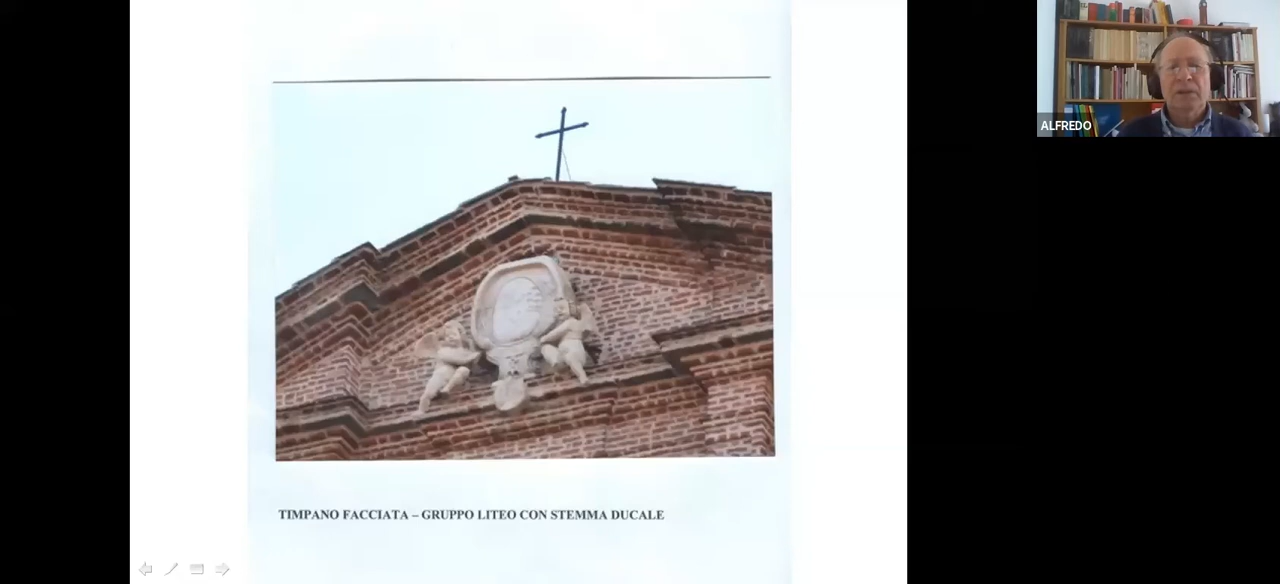 ALFREDO
TIMPANO FACCIATA – GRUPPO LITEO CON STEMMA DUCALE